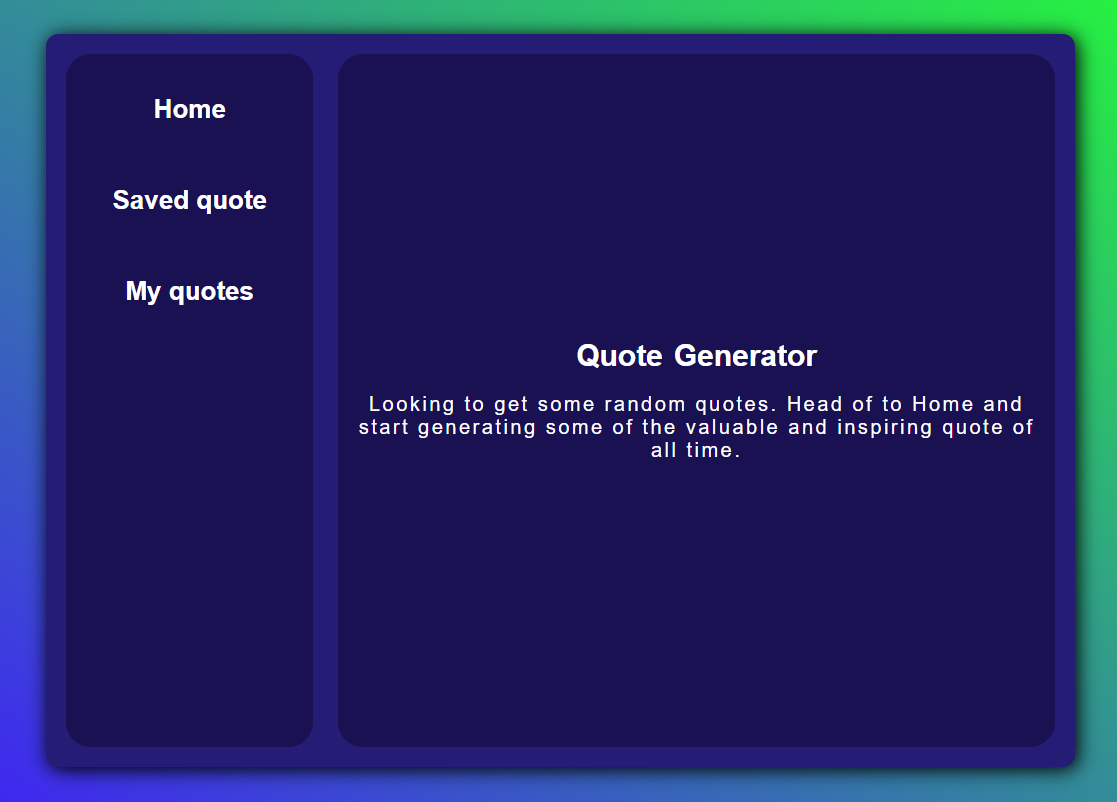 Home
Saved quote
My quotes
Quote Generator
Looking to get some random quotes. Head of to Home and
start generating some of the valuable and inspiring quote of
all time.